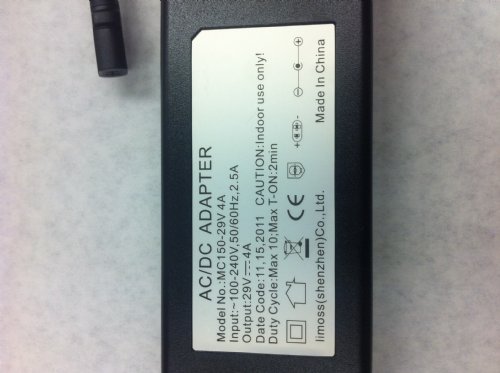 AC/DC ADAPTER
Model No.:MC150-29V 4A
Input:~100-240V,50/60Hz,2.5A
Output:29V⎓4A
Date Code:11,15,2011 CAUTION:Indoor use only!
Duty Cycle:Max 10;Max T-ON:2min
limoss(shenzhen)Co.,Ltd. Made In China